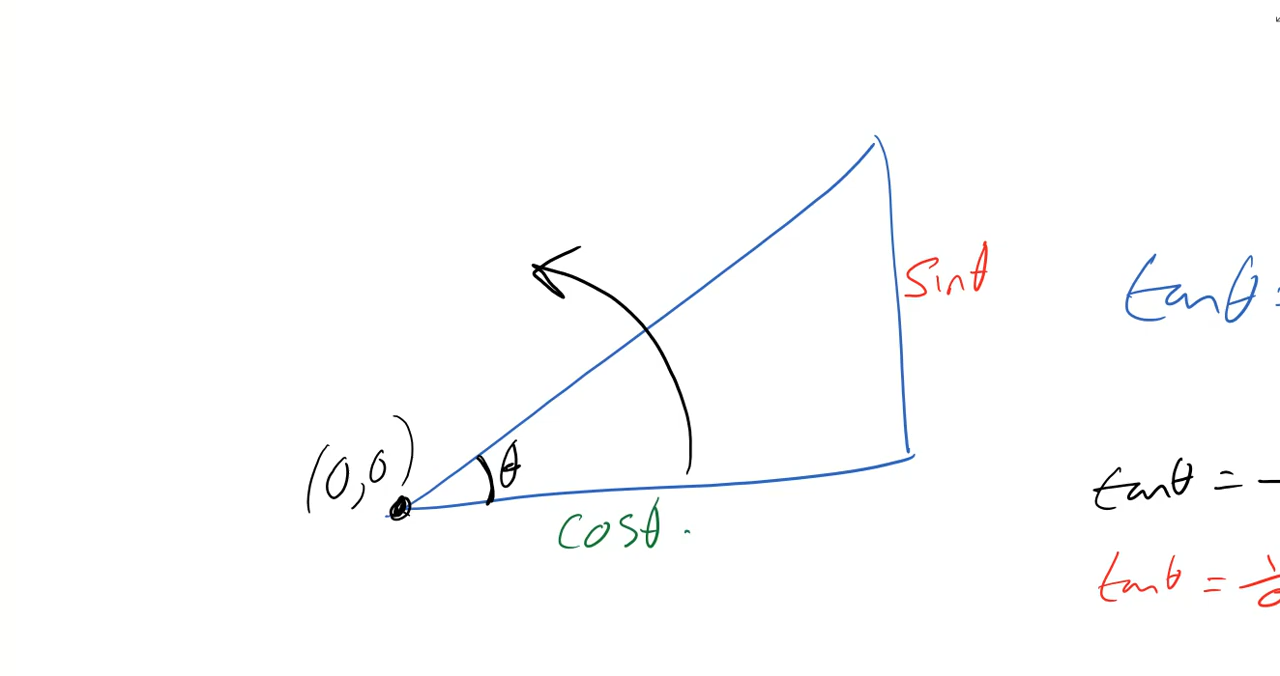 sinθ
tanθ =
(0,0)
θ
tanθ =
cosθ
tanθ =